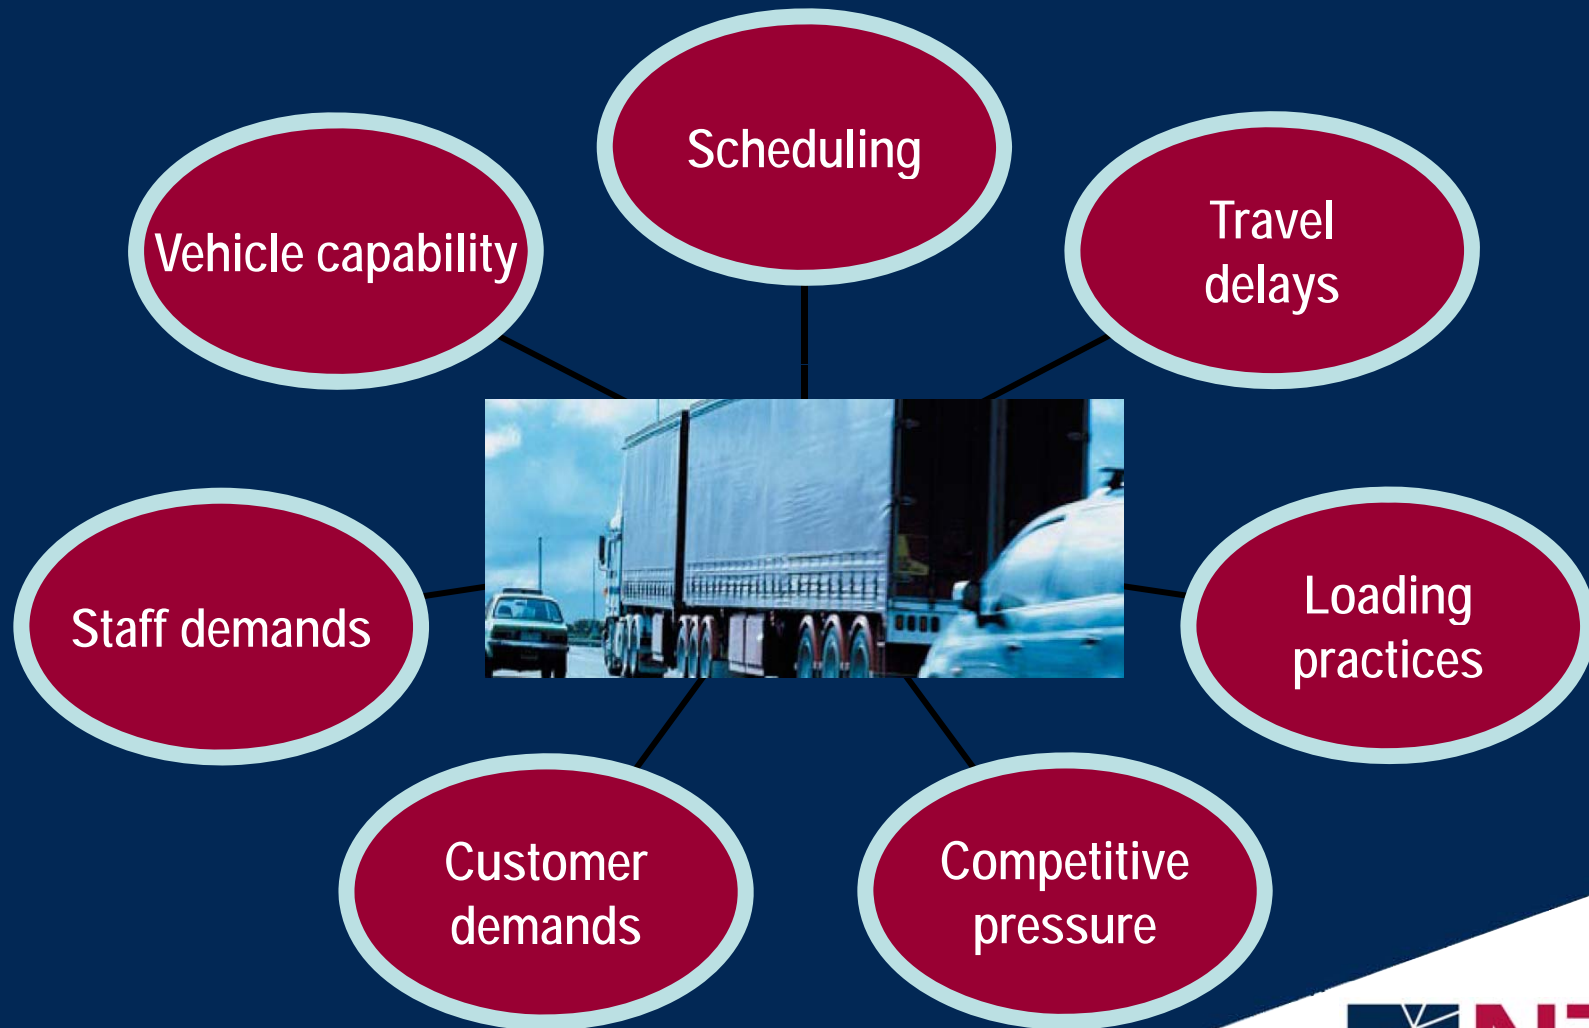 Scheduling
Vehicle capability
Travel
delays
Staff demands
Loading
practices
Customer
demands
Competitive
pressure